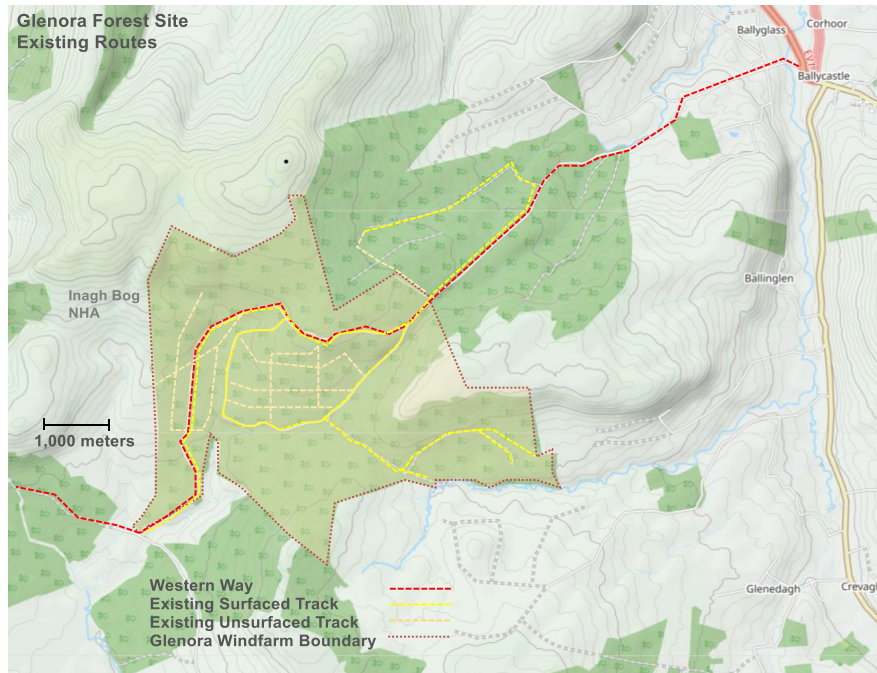 Glenora Forest Site
Existing Routes
Ballyglass
Corhoor
EV1
Ballycastle
Ballinglen
Inagh Bog
NHA
1,000 meters
Western Way
Existing Surfaced Track
Existing Unsurfaced Track
Glenora Windfarm Boundary
Glenedagh
Crevagh